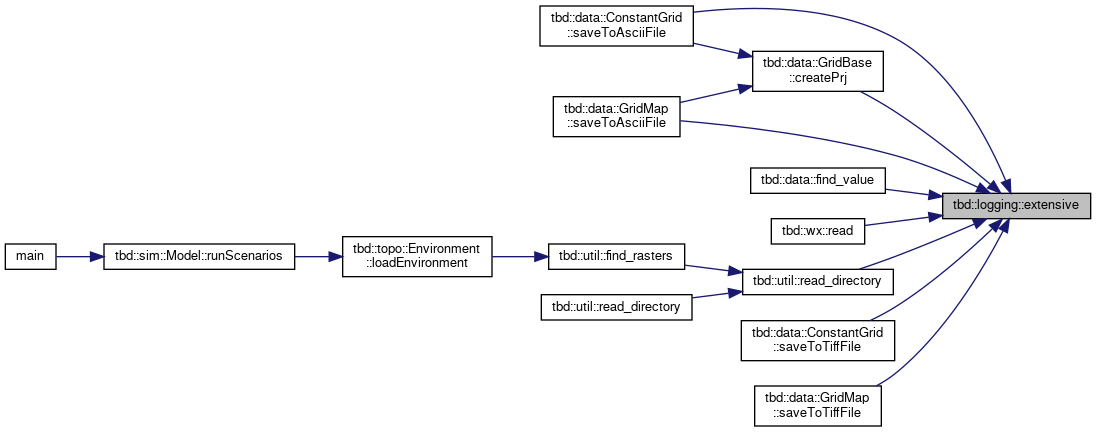 tbd::data::ConstantGrid
::saveToAsciiFile
tbd::data::GridBase
::createPrj
tbd::data::GridMap
::saveToAsciiFile
tbd::data::find_value
tbd::logging::extensive
tbd::wx::read
main
tbd::sim::Model::runScenarios
tbd::topo::Environment
::loadEnvironment
tbd::util::find_rasters
tbd::util::read_directory
tbd::util::read_directory
tbd::data::ConstantGrid
::saveToTiffFile
tbd::data::GridMap
::saveToTiffFile